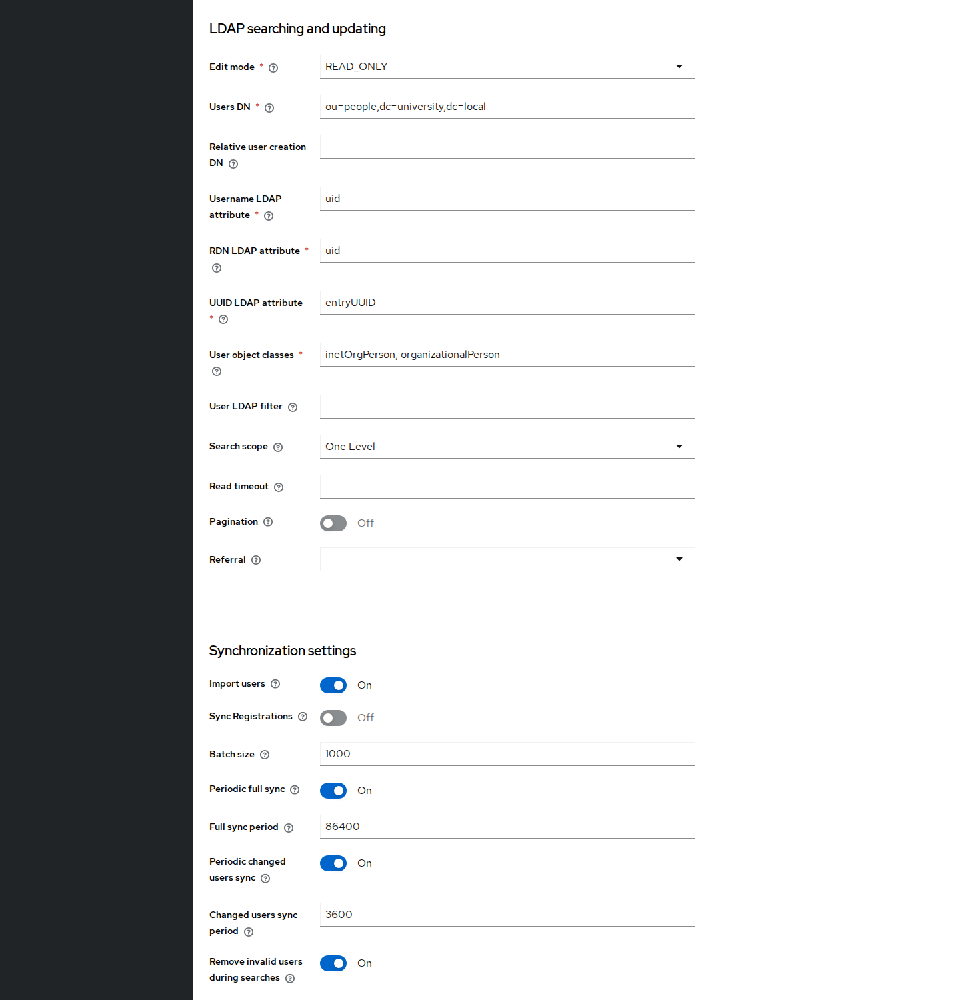 LDAP searching and updating
Edit mode *
READ_ONLY
Users DN *
ou=people,dc=university,dc=local
Relative user creation
DN
Username LDAP
attribute *
uid
RDN LDAP attribute *
uid
UUID LDAP attribute
*
entryUUID
User object classes *
inetOrgPerson, organizationalPerson
User LDAP filter
Search scope
One Level
Read timeout
Pagination
Off
Referral
Synchronization settings
Import users
On
Sync Registrations
Off
Batch size
1000
Periodic full sync
On
Full sync period
86400
Periodic changed
users sync
On
Changed users sync
period
3600
Remove invalid users
during searches
On